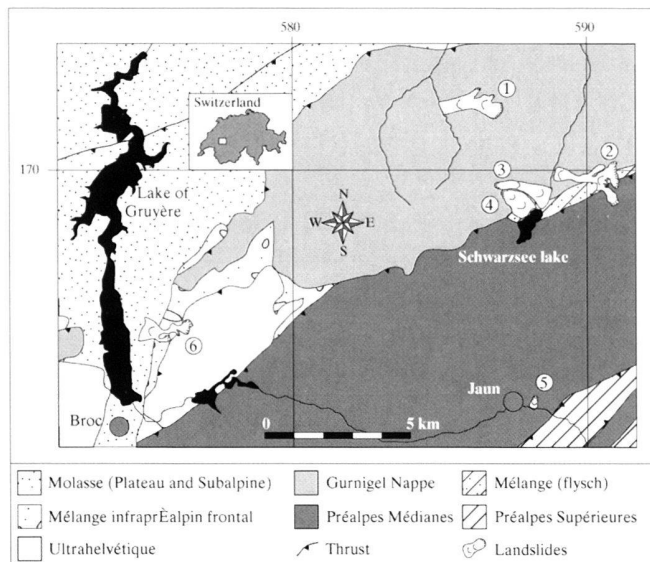 580
590
170
Switzerland
Lake of
Gruyère
N
W E
S
1
2
3
4
Schwarzsee lake
6
Jaun
5
Broc
0 5 km
Molasse (Plateau and Subalpine)
Gurnigel Nappe
Mélange (flysch)
Mélange infraprÈalpin frontal
Préalpes Médianes
Préalpes Supérieures
Ultrahelvétique
Thrust
Landslides